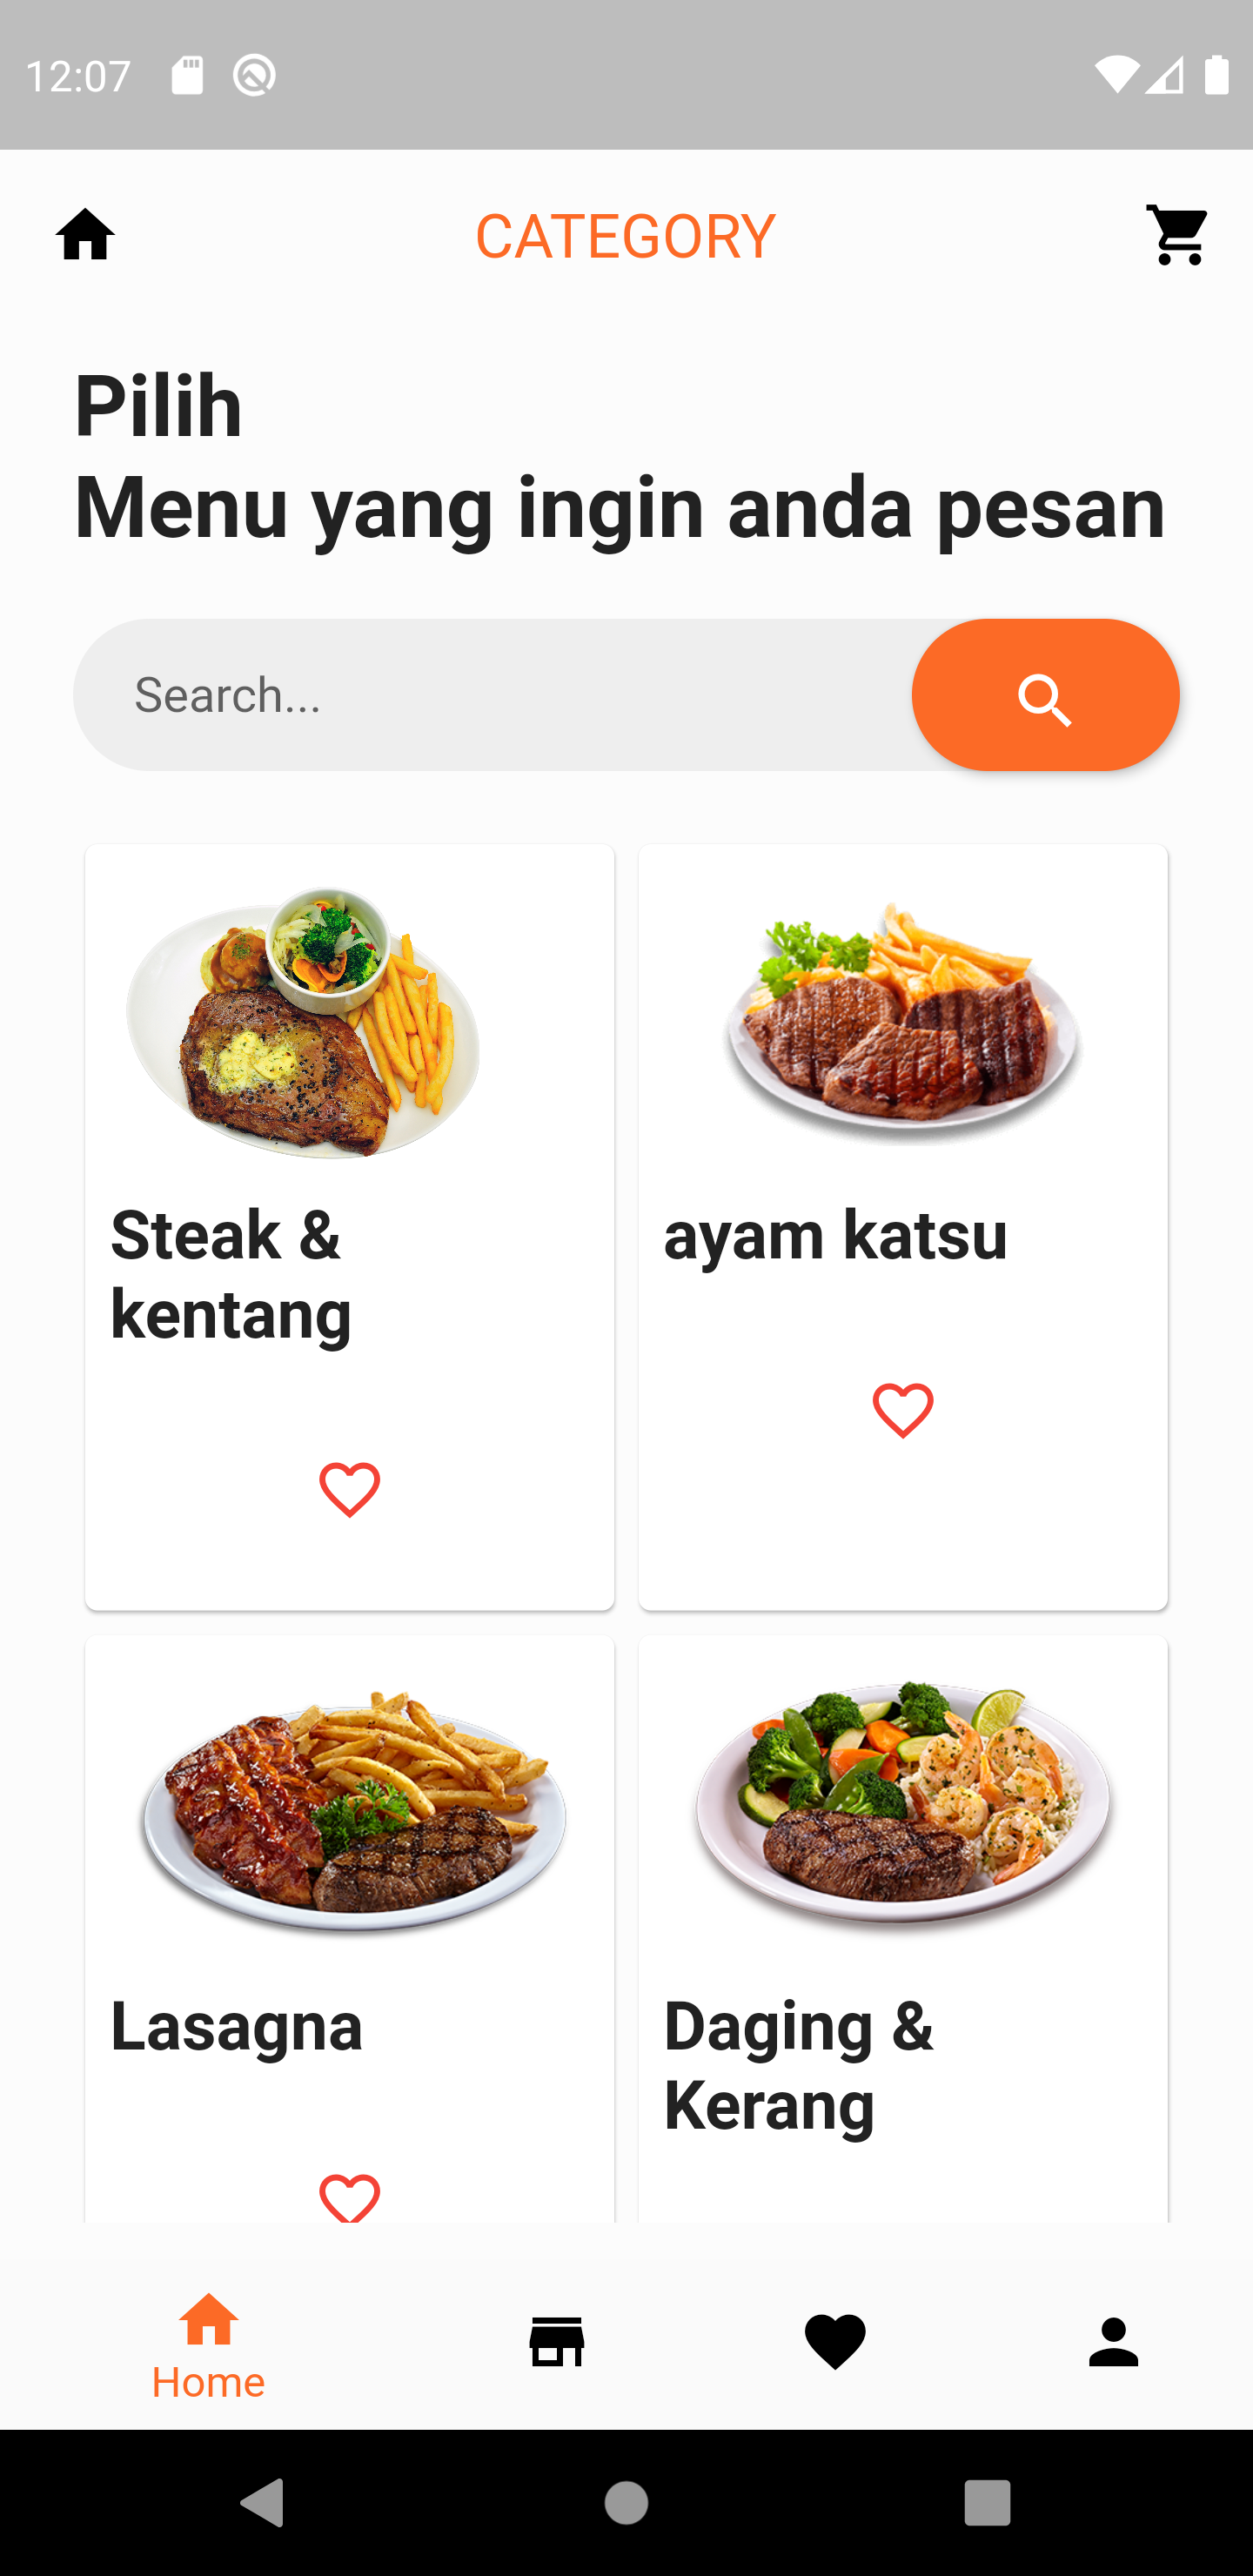 12:07
CATEGORY
Pilih
Menu yang ingin anda pesan
Search...
Steak &
kentang
ayam katsu
Lasagna
Daging &
Kerang
Home